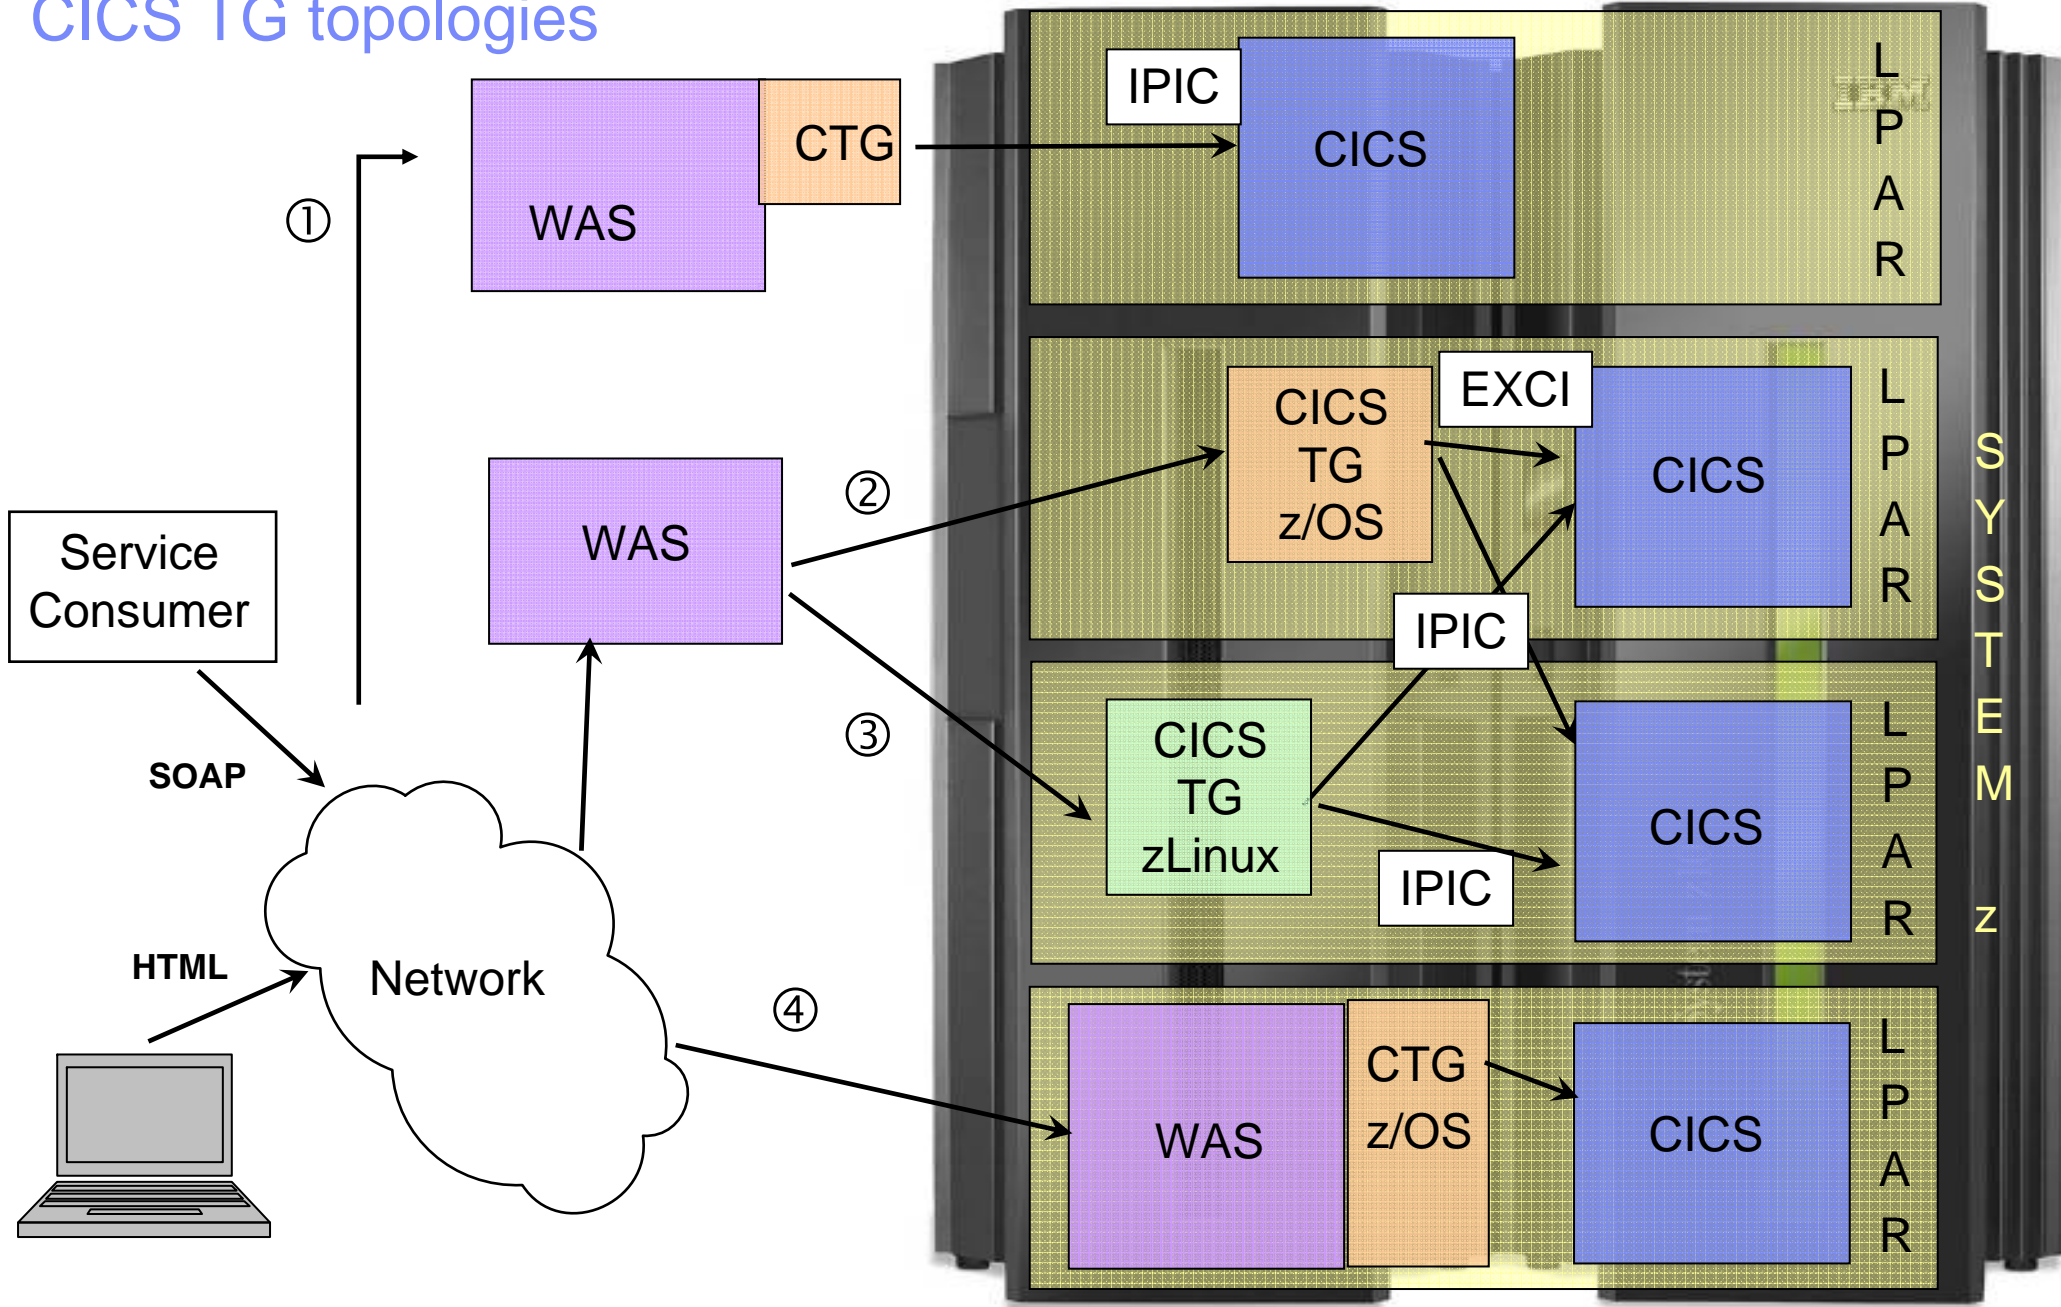 CICS TG topologies
IPIC
CICS
L
P
A
R
IBM
WAS
CTG
①
EXCI
CICS
TG
z/OS
CICS
L
P
A
R
②
WAS
Service
Consumer
IPIC
③
CICS
TG
zLinux
IPIC
CICS
L
P
A
R
SOAP
HTML
Network
④
WAS
CTG
z/OS
CICS
L
P
A
R
S
Y
S
T
E
M
z